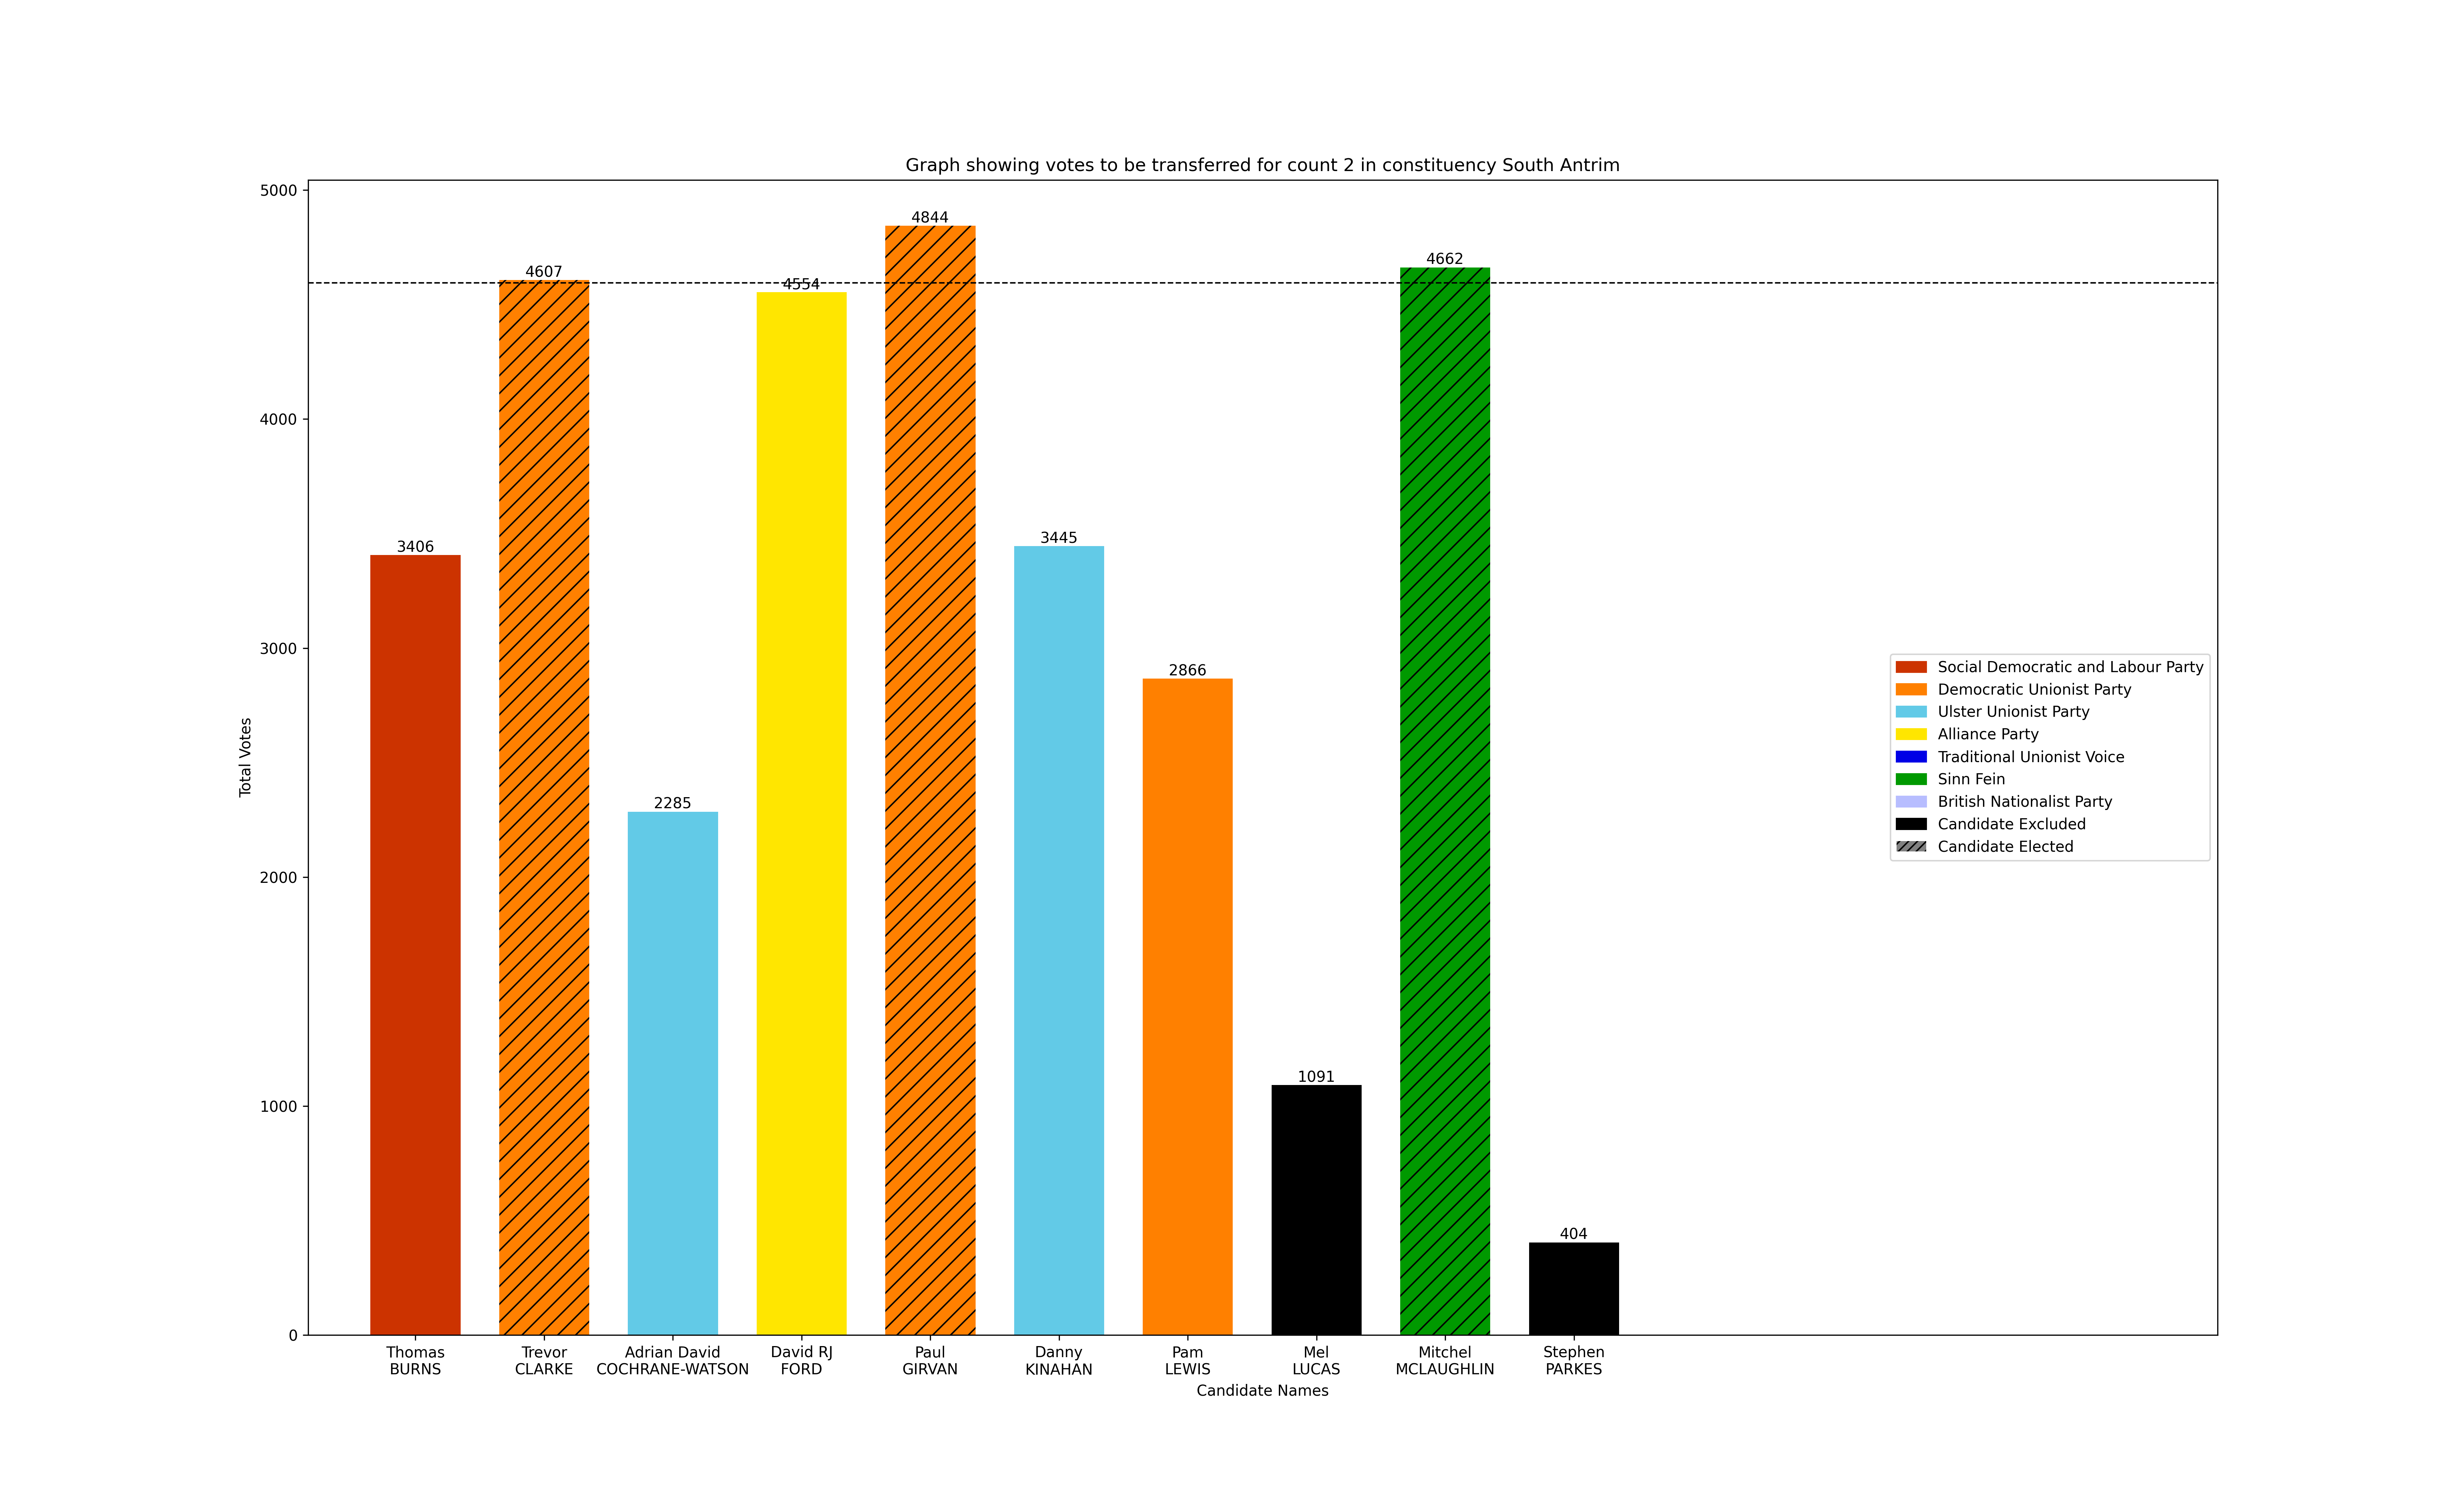 Graph showing votes to be transferred for count 2 in constituency South Antrim
Total Votes
5000
4000
3000
2000
1000
0
3406
4607
2285
4554
4844
3445
2866
1091
4662
404
Thomas
BURNS
Trevor
CLARKE
Adrian David
COCHRANE-WATSON
David RJ
FORD
Paul
GIRVAN
Danny
KINAHAN
Pam
LEWIS
Mel
LUCAS
Mitchel
MCLAUGHLIN
Stephen
PARKES
Candidate Names
Social Democratic and Labour Party
Democratic Unionist Party
Ulster Unionist Party
Alliance Party
Traditional Unionist Voice
Sinn Fein
British Nationalist Party
Candidate Excluded
Candidate Elected